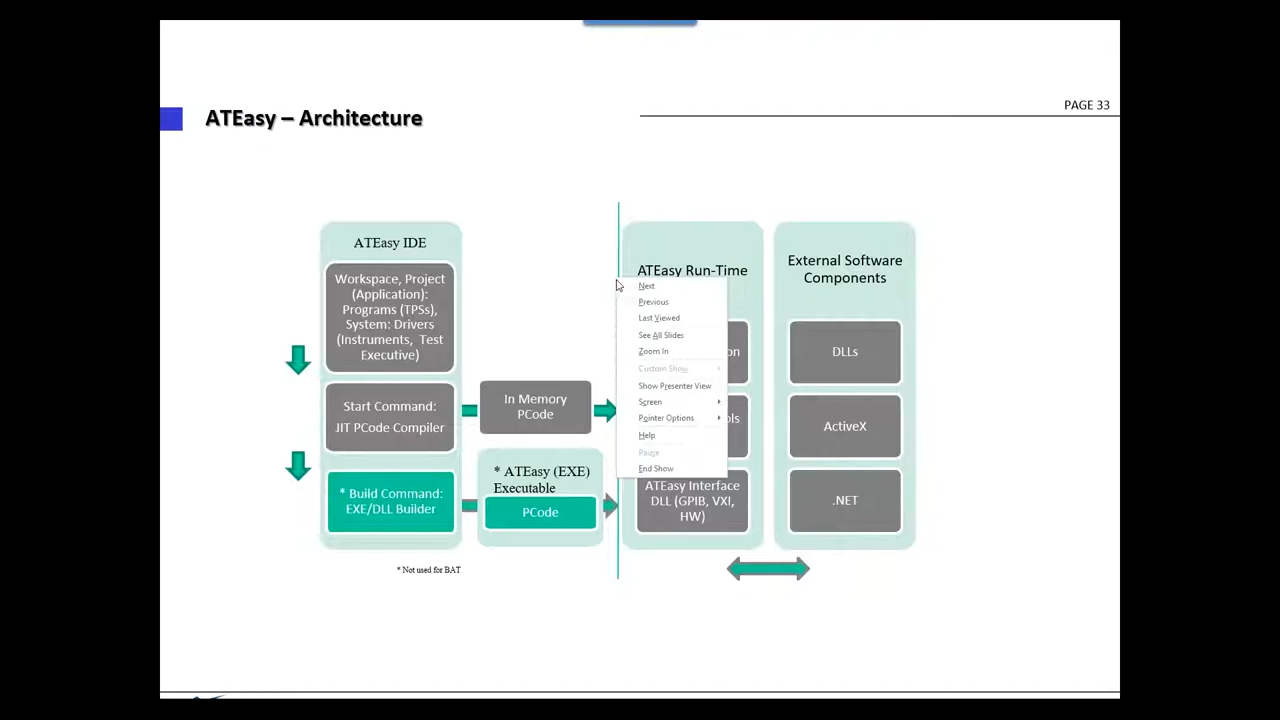 PAGE 33
ATEasy – Architecture
ATEasy IDE
Workspace, Project
(Application):
Programs (TPSs),
System: Drivers
(Instruments, Test
Executive)
Start Command:
JIT PCode Compiler
* Build Command:
EXE/DLL Builder
* Not used for BAT
In Memory
PCode
* ATEasy (EXE)
Executable
PCode
ATEasy Run-Time
Next
Previous
Last Viewed
See All Slides
Zoom In
Custom Show
Show Presenter View
Screen
Pointer Options
Help
Pause
End Show
on
ols
ATEasy Interface
DLL (GPIB, VXI,
HW)
External Software
Components
DLLs
ActiveX
.NET